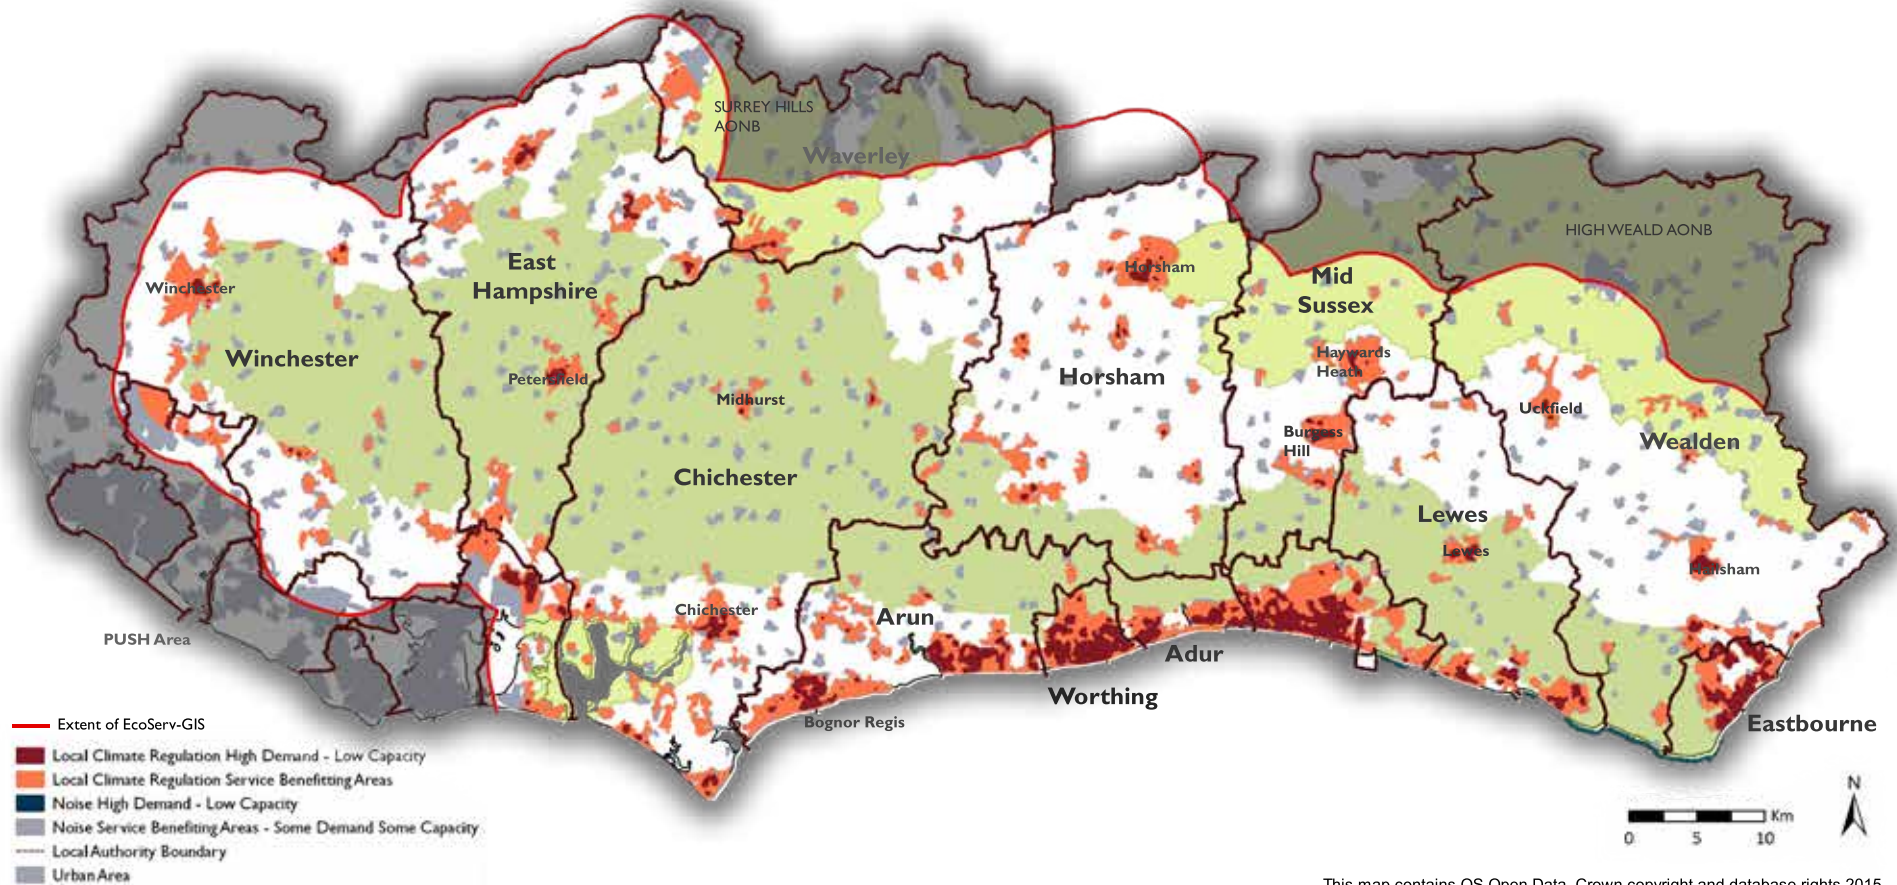 SURREY HILLS
AONB
Waverley
HIGH WEALD AONB
Horsham
East
Hampshire
Mid
Sussex
Winchester
Winchester
Haywards
Heath
Petersfield
Horsham
Midhurst
Uckfield
Burgess
Hill
Wealden
Chichester
Lewes
Lewes
Hailsham
Chichester
Arun
PUSH Area
Adur
Worthing
Bognor Regis
Eastbourne
Extent of EcoServ-GIS
Local Climate Regulation High Demand - Low Capacity
Local Climate Regulation Service Benefitting Areas
Noise High Demand - Low Capacity
Noise Service Benefiting Areas - Some Demand Some Capacity
Local Authority Boundary
Urban Area
N
Km
0 5 10
This map contains OS Open Data. Crown copyright and database rights 2015